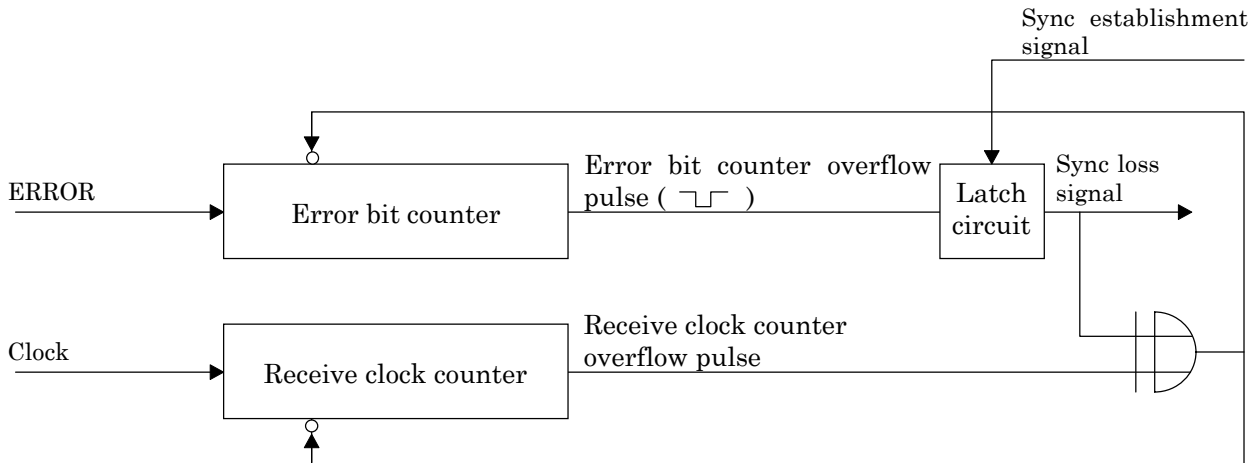 Sync establishment
signal
ERROR
Error bit counter
Error bit counter overflow
pulse ( )
Latch
circuit
Sync loss
signal
Clock
Receive clock counter
Receive clock counter
overflow pulse